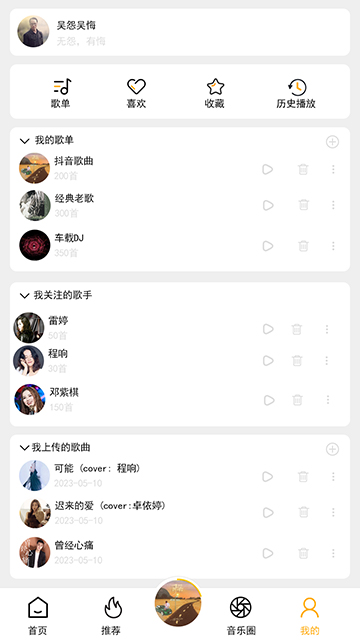 吴怨吴悔
无怨，有悔
歌单
喜欢
收藏
历史播放
我的歌单
抖音歌曲
200首
经典老歌
300首
车载DJ
350首
我关注的歌手
雷婷
50首
程响
30首
邓紫棋
150首
我上传的歌曲
可能（cover: 程响）
2023-05-10
迟来的爱（cover:卓依婷）
2023-05-10
曾经心痛
2023-05-10
首页
推荐
音乐圈
我的